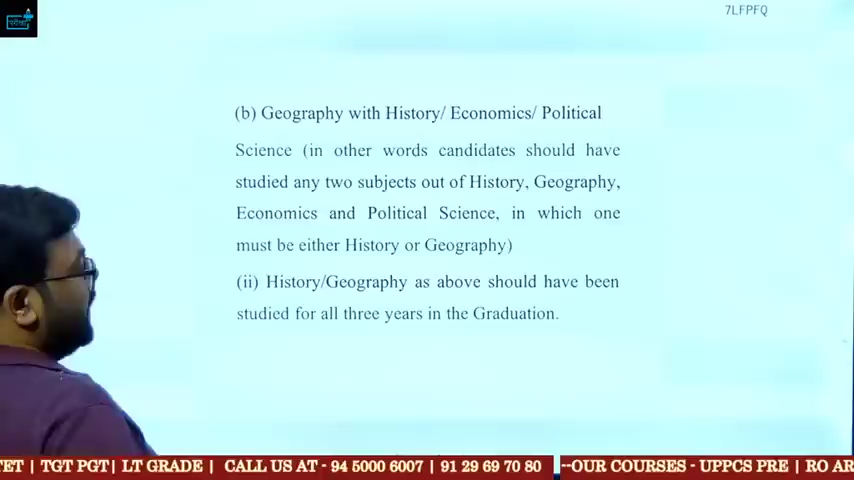 7LFPFQ
परीक्षा
(b) Geography with History/ Economics/ Political
Science (in other words candidates should have
studied any two subjects out of History, Geography,
Economics and Political Science, in which one
must be either History or Geography)
(ii) History/Geography as above should have been
studied for all three years in the Graduation.
TET | TGT PGT| LT GRADE | CALL US AT - 94 5000 6007 | 91 29 69 70 80 --OUR COURSES - UPPCS PRE | RO AR